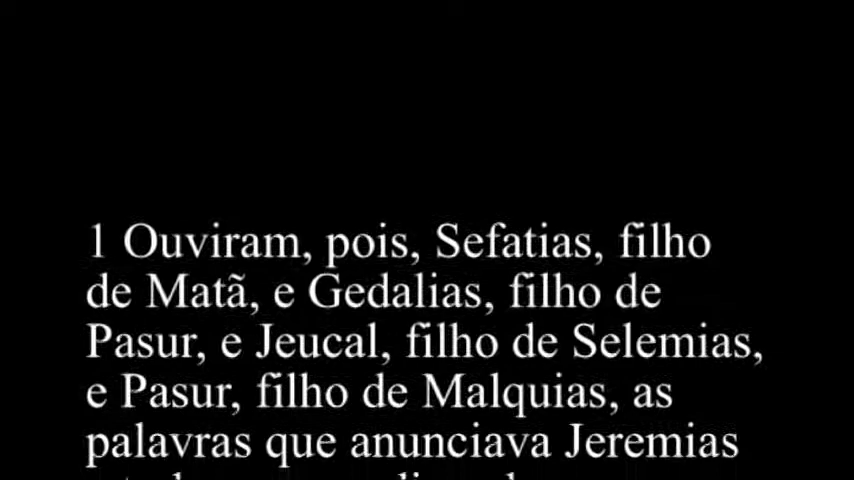 1 Ouviram, pois, Sefatias, filho
de Matã, e Gedalias, filho de
Pasur, e Jeucal, filho de Selemias,
e Pasur, filho de Malquias, as
palavras que anunciava Jeremias